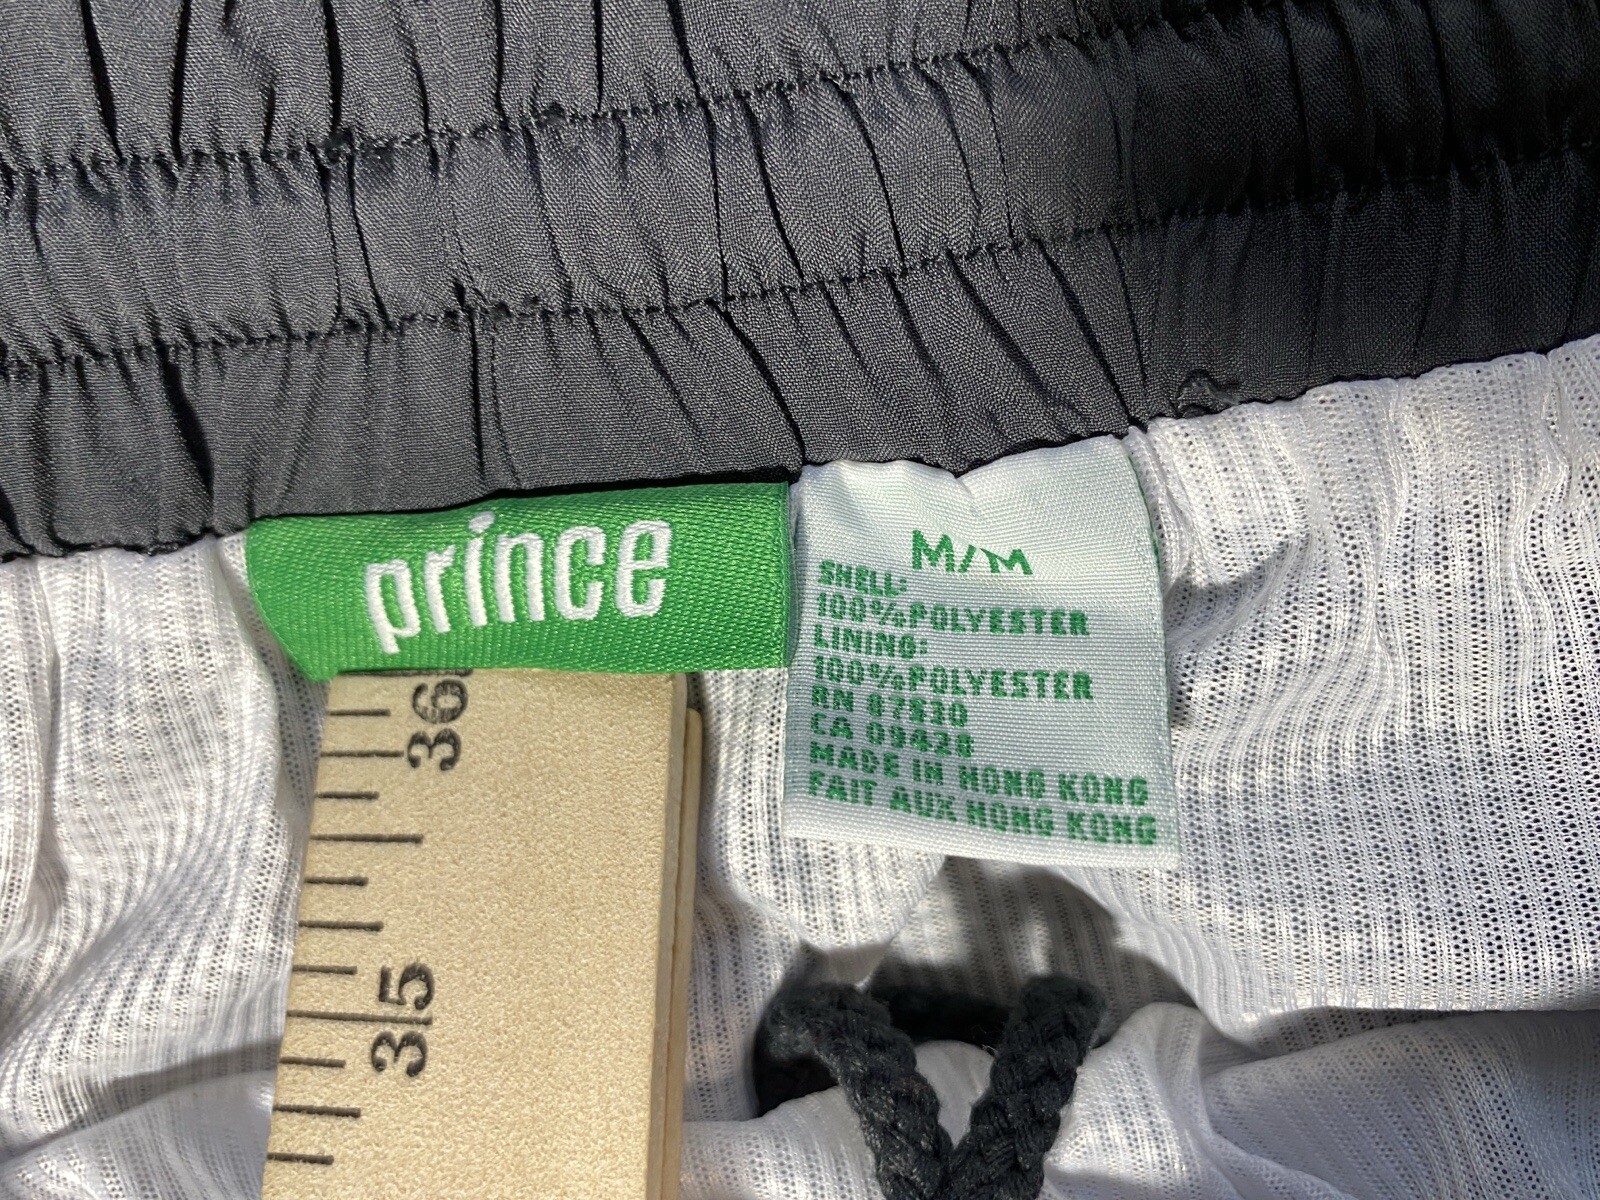 prince
M/M
SHELL:
100% POLYESTER
LINING:
100% POLYESTER
RN 87530
CA 09428
MADE IN HONG KONG
FAIT AUX HONG KONG
36
35